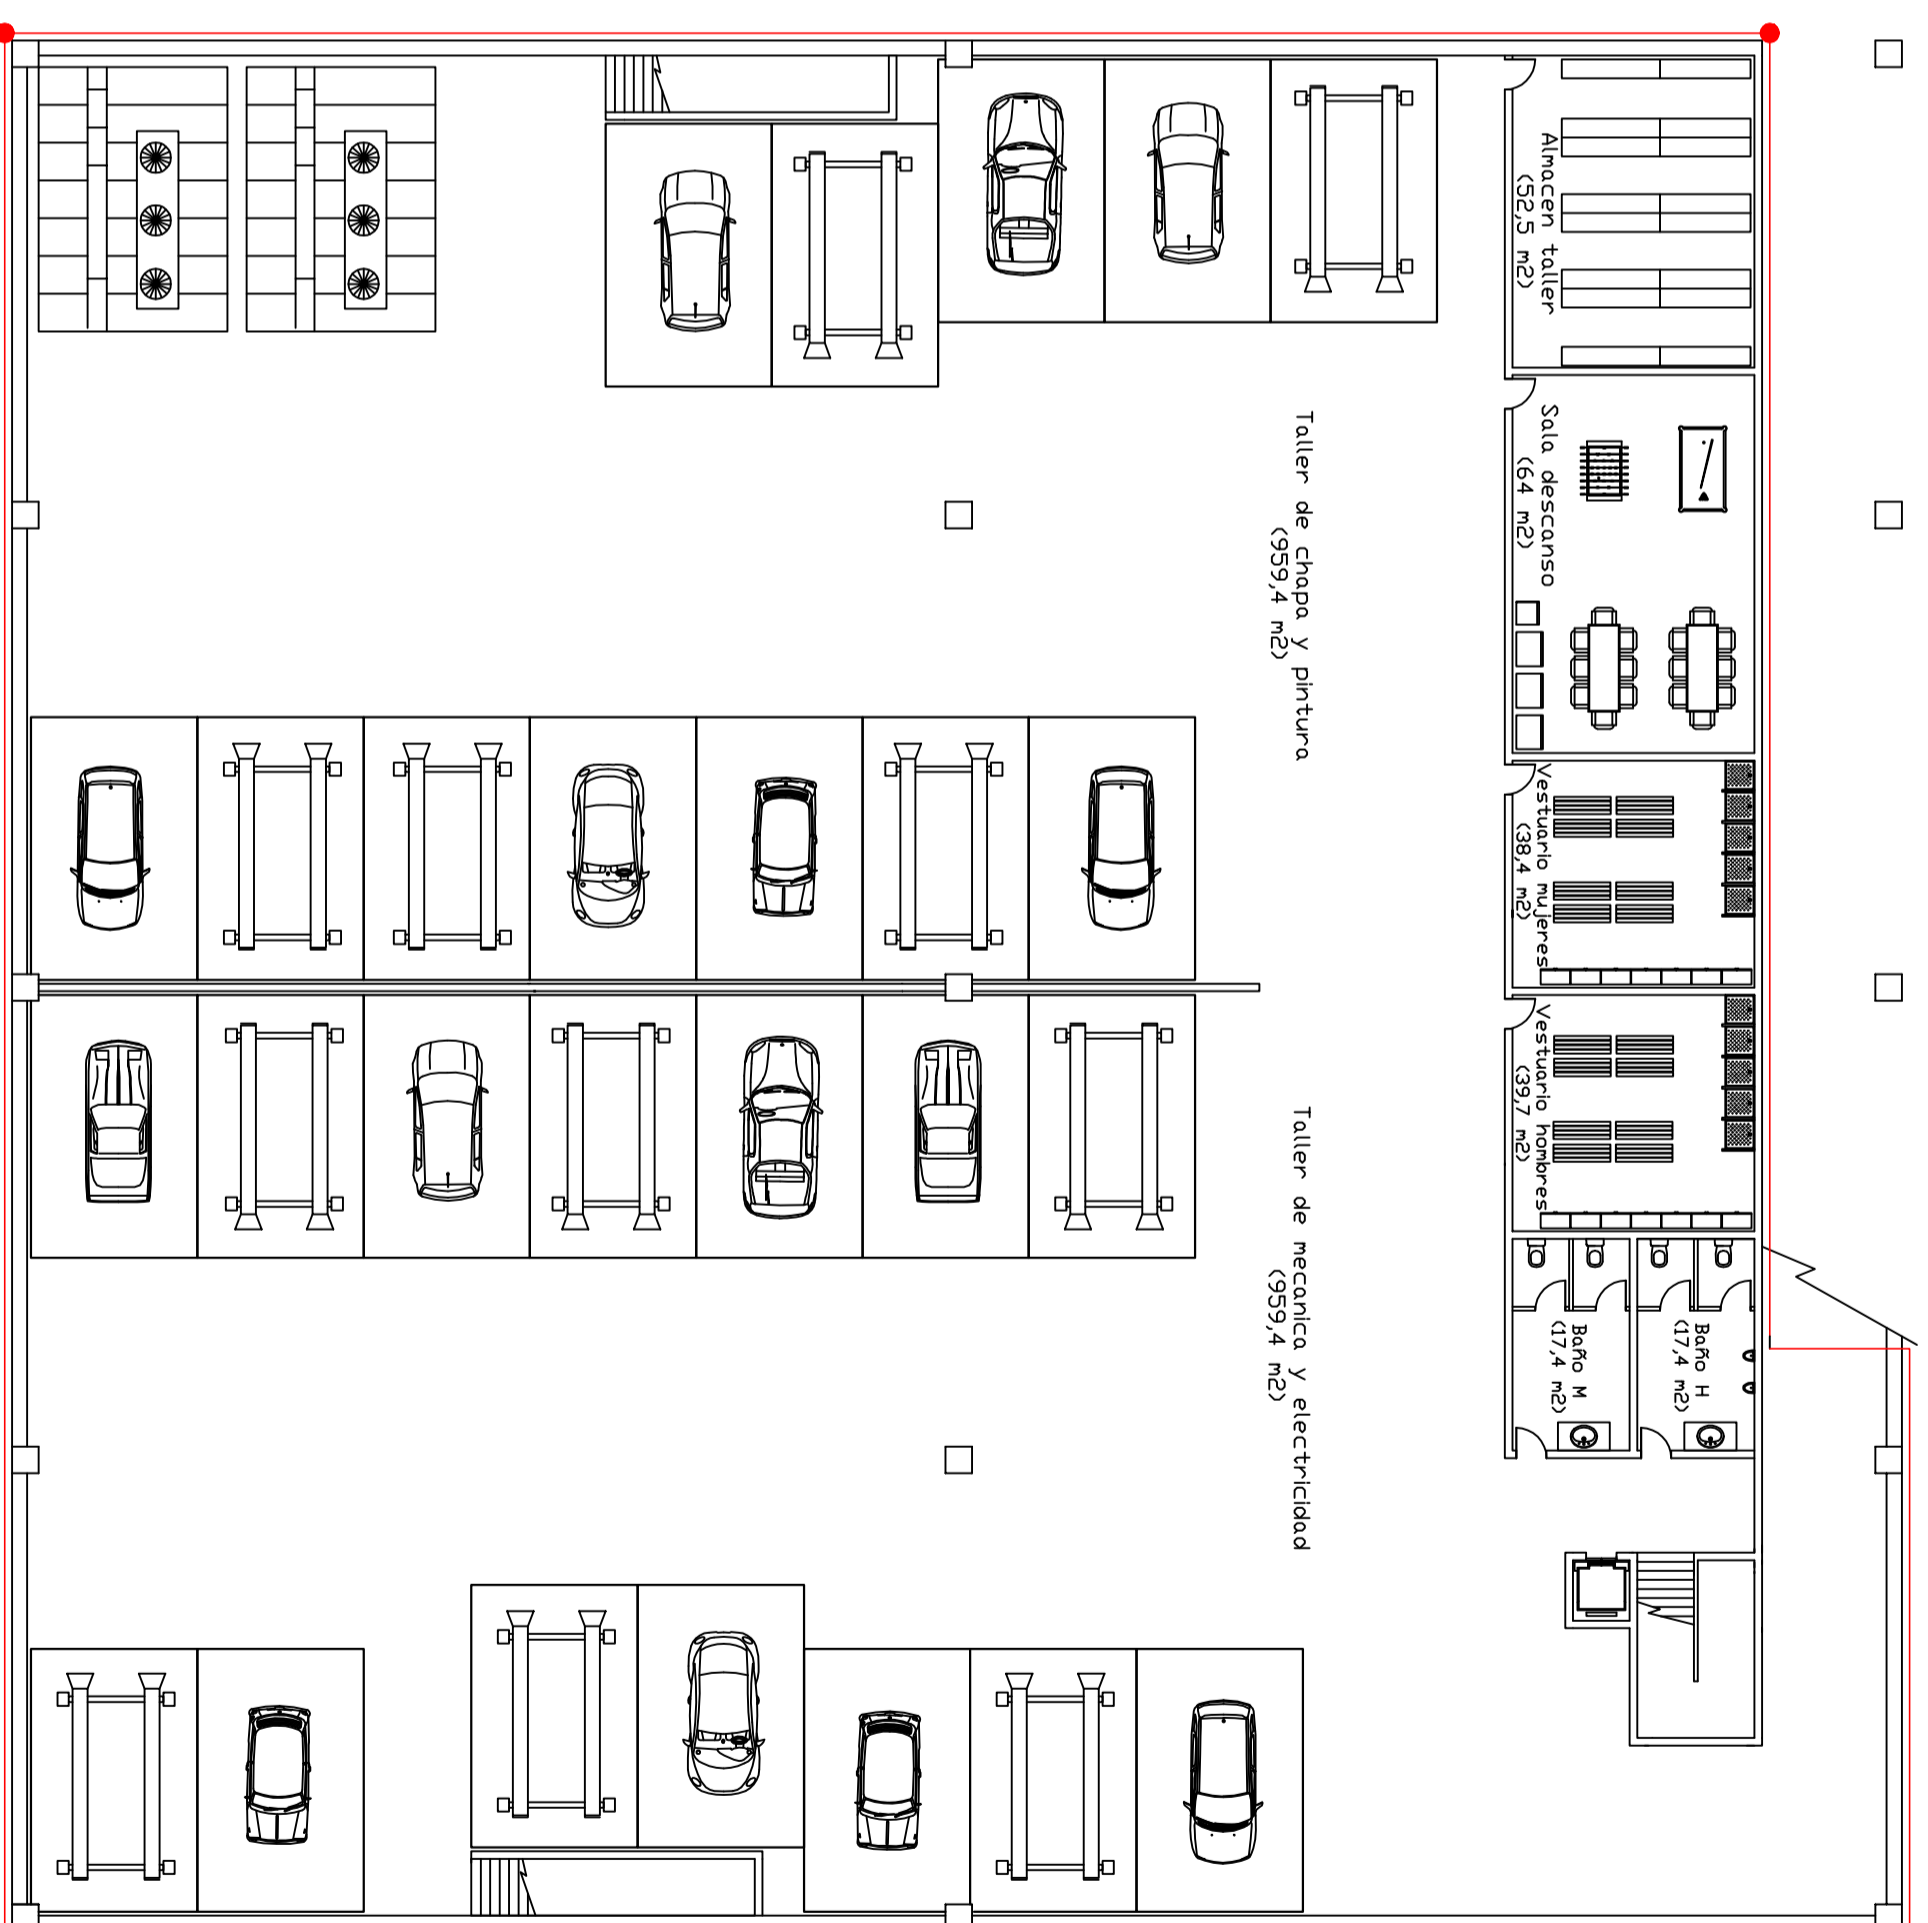 Almacen taller
(52,5 m2)
Sala descanso
(64 m2)
Taller de chapa y pintura
(959,4 m2)
Vestuario mujeres
(38,4 m2)
Vestuario hombres
(39,7 m2)
Taller de mecanica y electricidad
(959,4 m2)
Baño H
(17,4 m2)
Baño M
(17,4 m2)